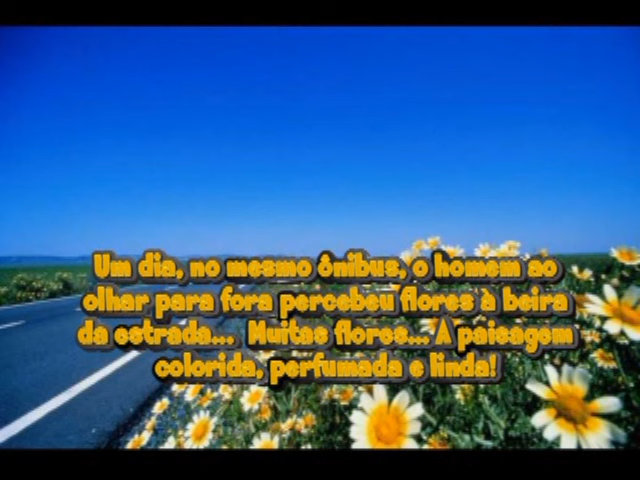 Um dia, no mesmo ônibus, o homem ao
olhar para fora percebeu flores à beira
da estrada... Muitas flores... A paisagem
colorida, perfumada e linda!